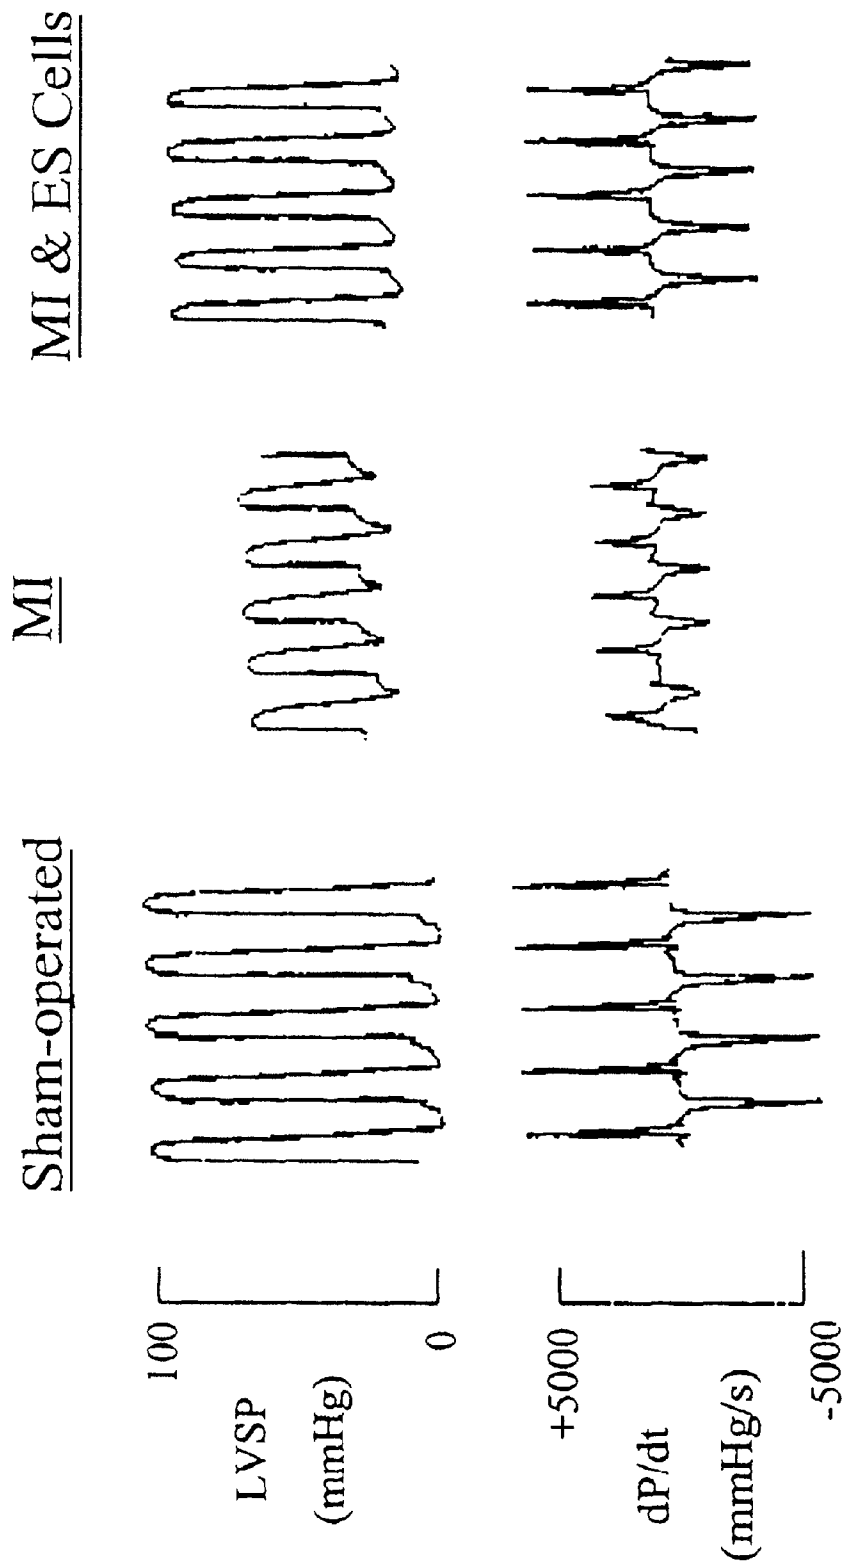 Sham-operated
MI
MI & ES Cells
100
LVSP
(mmHg)
0
+5000
dP/dt
(mmHg/s)
-5000